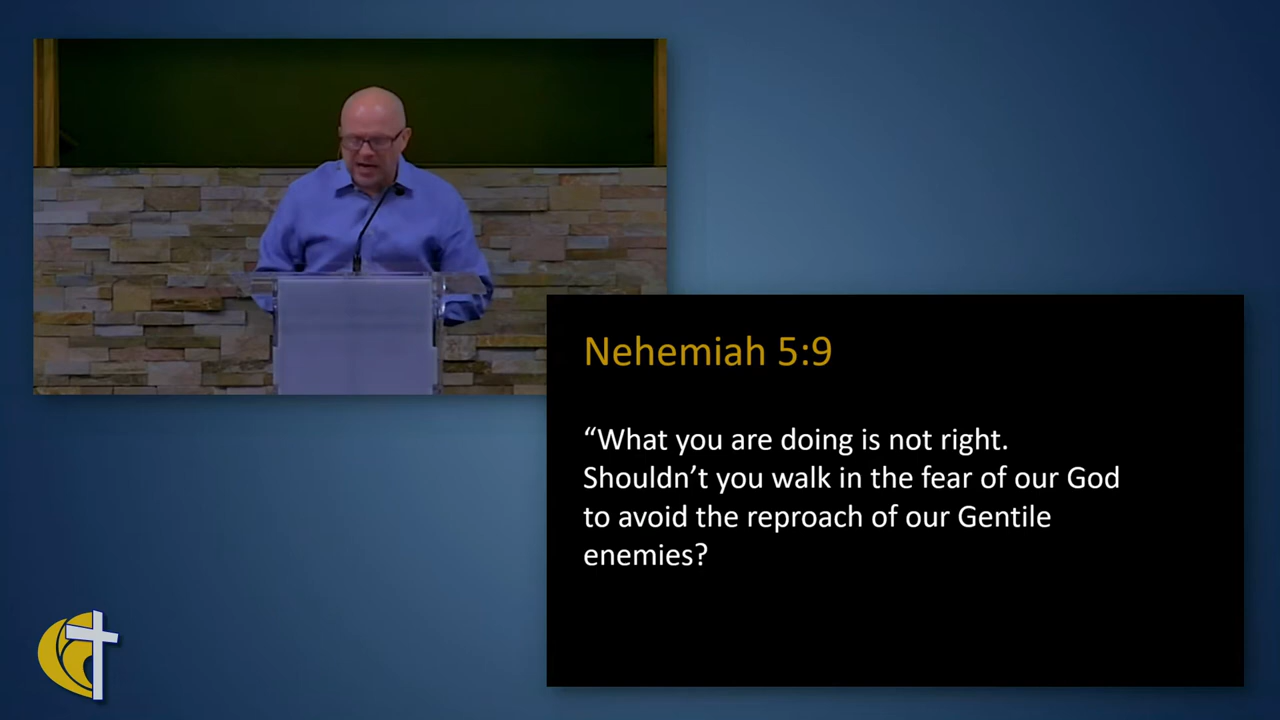 Nehemiah 5:9
“What you are doing is not right.
Shouldn’t you walk in the fear of our God
to avoid the reproach of our Gentile
enemies?